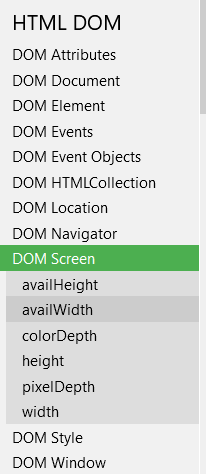 HTML DOM
DOM Attributes
DOM Document
DOM Element
DOM Events
DOM Event Objects
DOM HTMLCollection
DOM Location
DOM Navigator
DOM Screen
availHeight
availWidth
colorDepth
height
pixelDepth
width
DOM Style
DOM Window